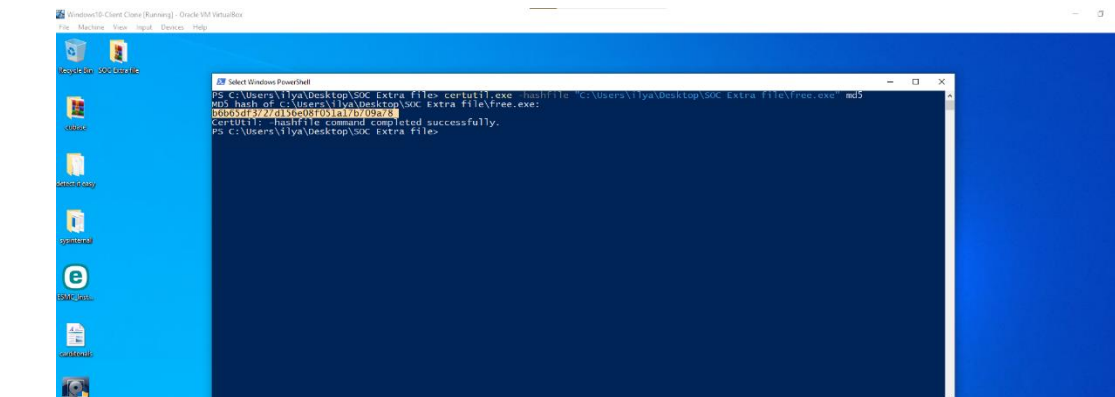 Windows10-Client Clone [Running] - Oracle VM VirtualBox
File Machine View Input Devices Help
Recycle Bin SOC Extra file
Select Windows PowerShell
PS C:\Users\ilya\Desktop\SOC Extra file> certutil.exe -hashfile "C:\Users\ilya\Desktop\SOC Extra file\free.exe" md5
MD5 hash of C:\Users\ilya\Desktop\SOC Extra file\free.exe:
b6b65df3727d156e08f051a17b709a78
CertUtil: -hashfile command completed successfully.
PS C:\Users\ilya\Desktop\SOC Extra file>
detect it easy
sysinternal